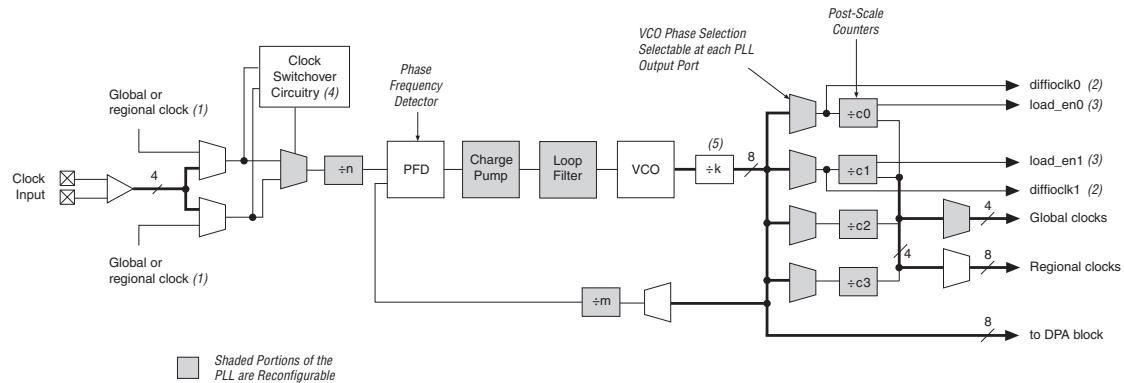 VCO Phase Selection
Selectable at each PLL
Output Port
Post-Scale
Counters
Clock
Switchover
Circuitry (4)
Global or
regional clock (1)
Phase
Frequency
Detector
diffioclk0 (2)
load_en0 (3)
÷c0
(5)
8
load_en1 (3)
÷c1
diffioclk1 (2)
Clock
Input
4
÷n
PFD
Charge
Pump
Loop
Filter
VCO
÷k
4
Global clocks
÷c2
4
8
Regional clocks
Global or
regional clock (1)
÷c3
÷m
8
to DPA block
Shaded Portions of the
PLL are Reconfigurable